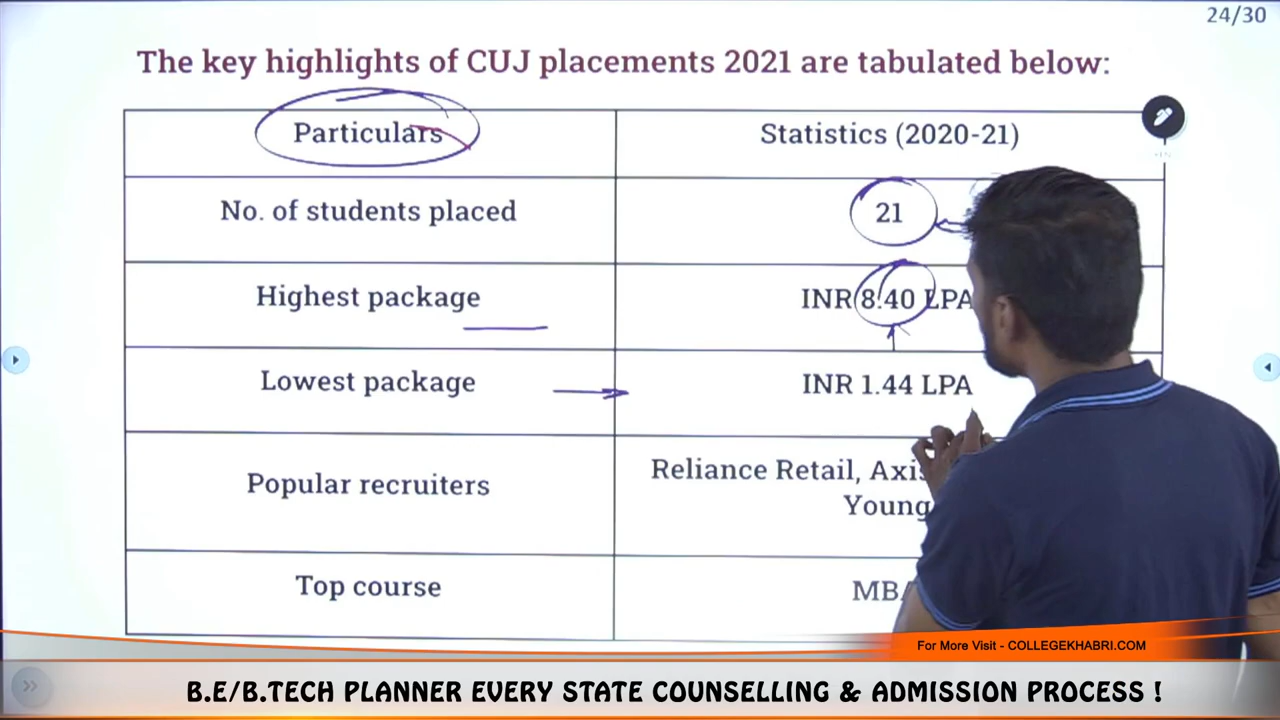 24/30
The key highlights of CUJ placements 2021 are tabulated below:
Particulars
Statistics (2020-21)
No. of students placed
21
Highest package
INR 8.40 LPA
Lowest package
INR 1.44 LPA
Popular recruiters
Reliance Retail,
Young
Top course
For More Visit - COLLEGEKHABRI.COM
B.E/B.TECH PLANNER EVERY STATE COUNSELLING & ADMISSION PROCESS !